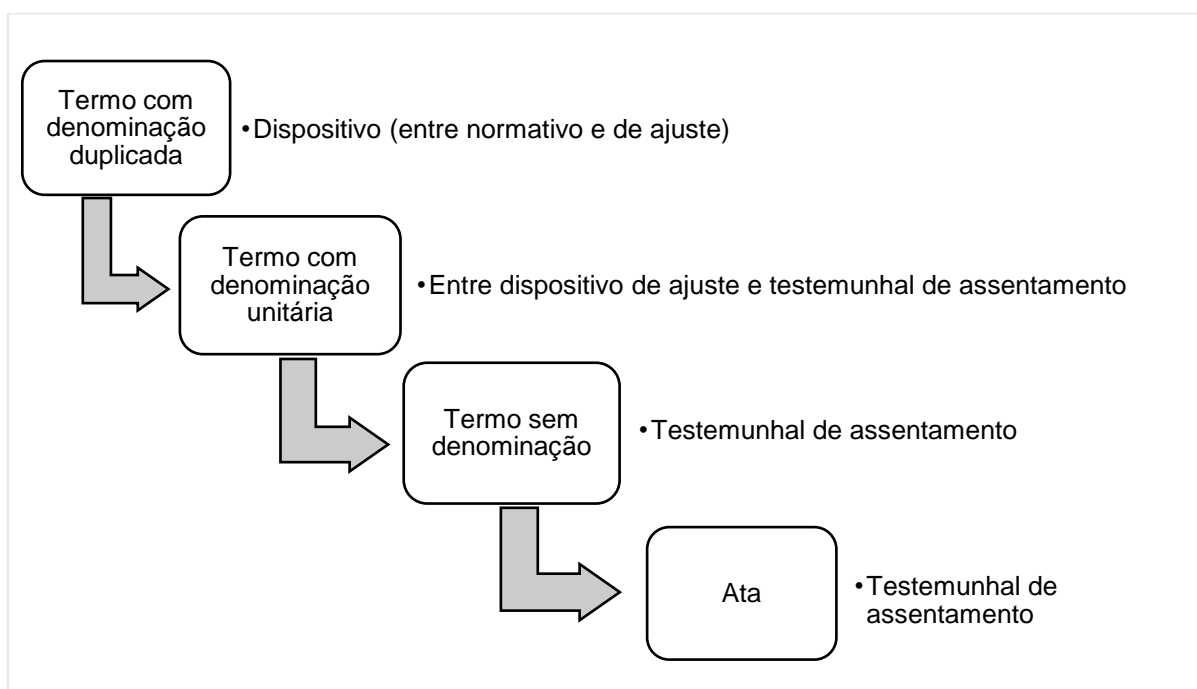 Termo com
denominação
duplicada
•Dispositivo (entre normativo e de ajuste)
Termo com
denominação
unitária
•Entre dispositivo de ajuste e testemunhal de assentamento
Termo sem
denominação
•Testemunhal de assentamento
Ata
•Testemunhal de
assentamento